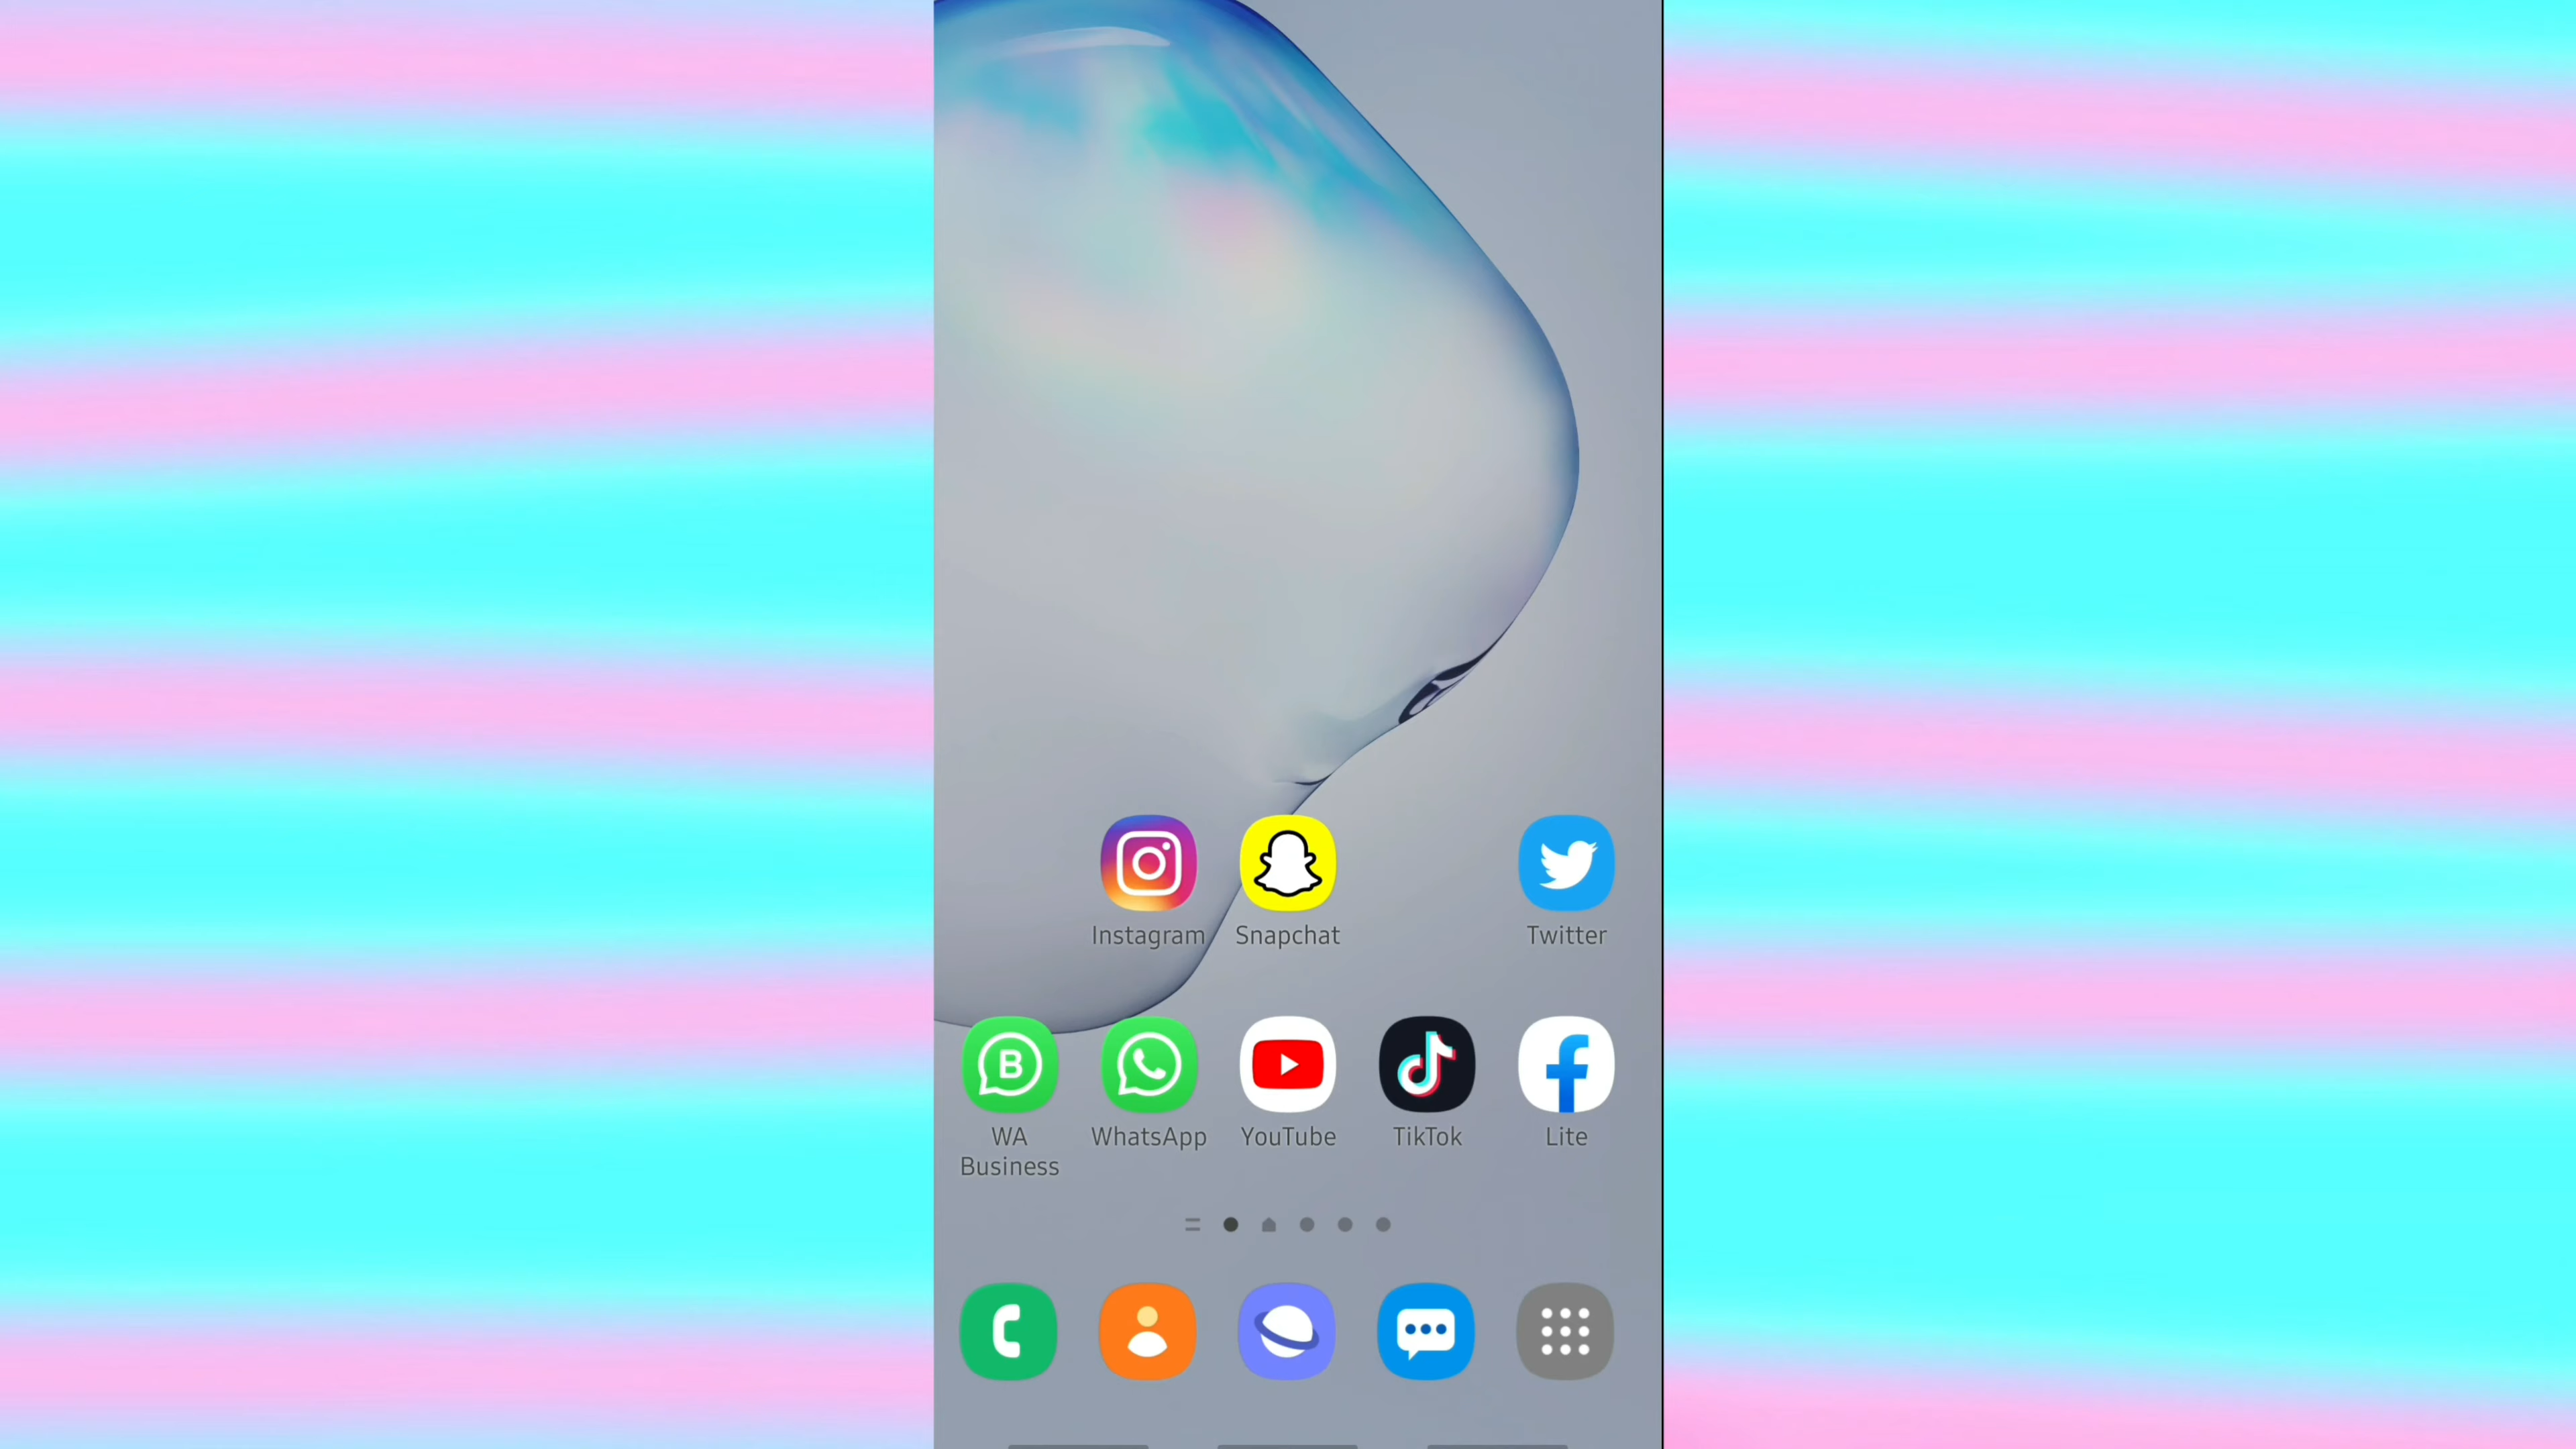 Instagram
Snapchat
Twitter
WA
Business
WhatsApp
YouTube
TikTok
Lite